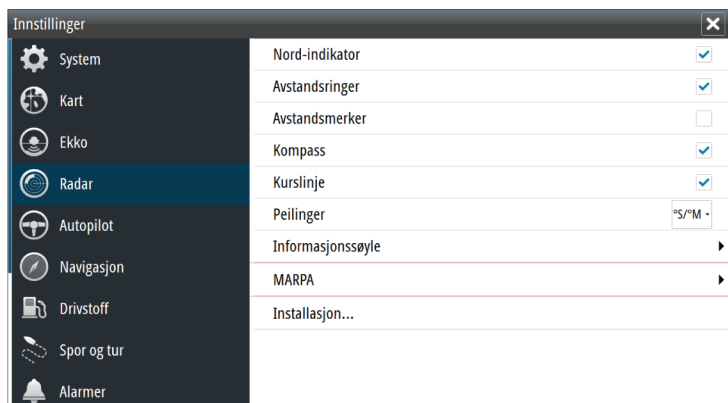 Innstillinger
System
Kart
Ekko
Radar
Autopilot
Navigasjon
Drivstoff
Spor og tur
Alarmer
Nord-indikator
Avstandsringer
Avstandsmerker
Kompass
Kurslinje
Peilinger °S/°M
Informasjonssøyle
MARPA
Installasjon...